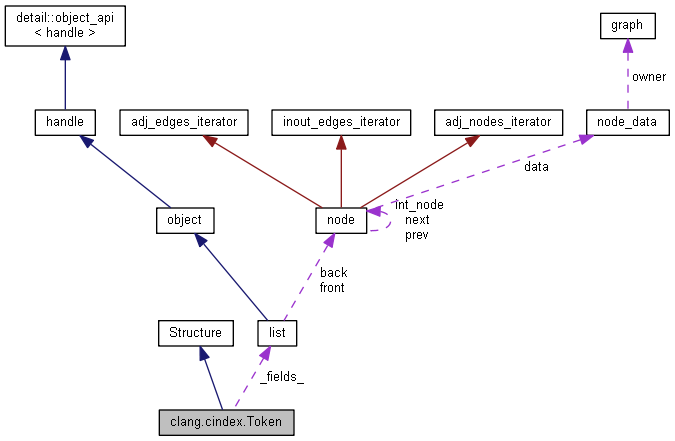 detail::object_api
< handle >
graph
owner
handle
adj_edges_iterator
inout_edges_iterator
adj_nodes_iterator
node_data
data
object
node
int_node
next
prev
back
front
Structure
list
_fields_
clang.cindex.Token